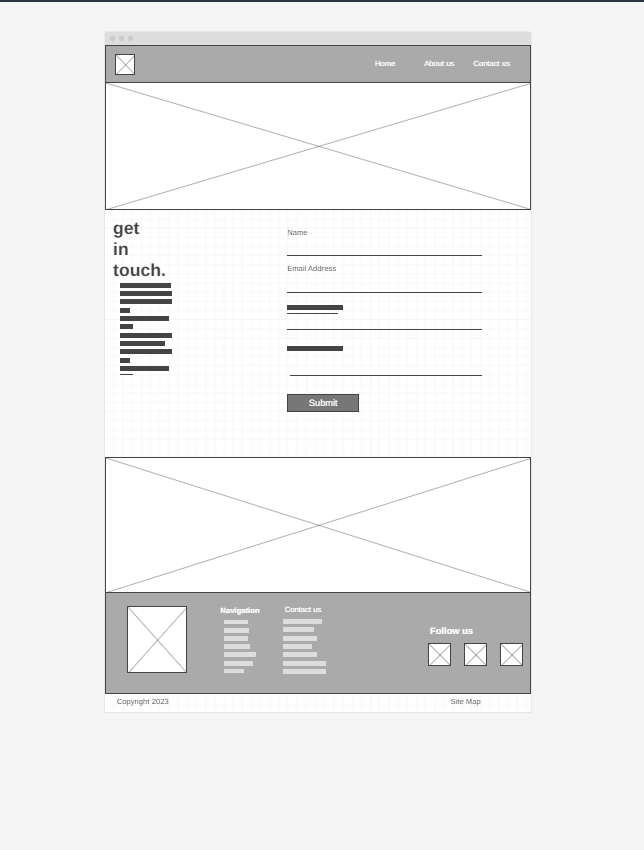 Home About us Contact us
get
in
touch.
Name
Email Address
Submit
Navigation
Contact us
Follow us
Copyright 2023
Site Map